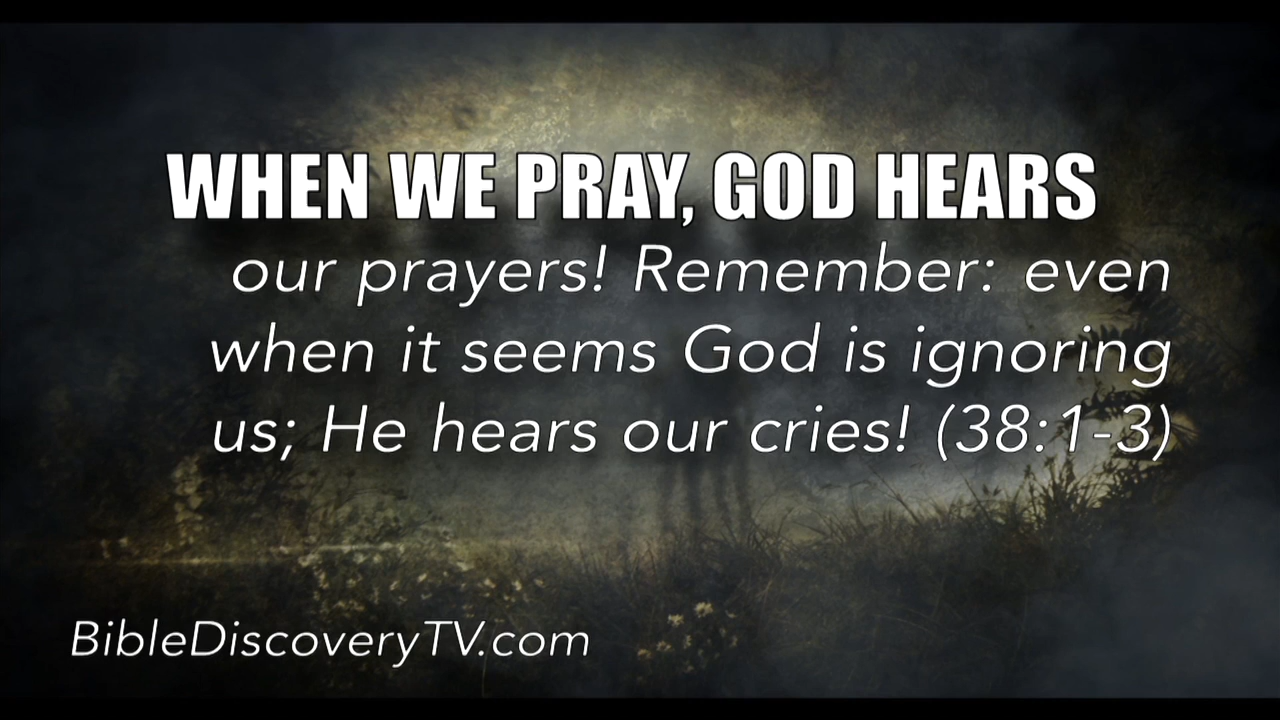 WHEN WE PRAY, GOD HEARS
our prayers! Remember: even
when it seems God is ignoring
us; He hears our cries! (38:1-3)
BibleDiscoveryTV.com